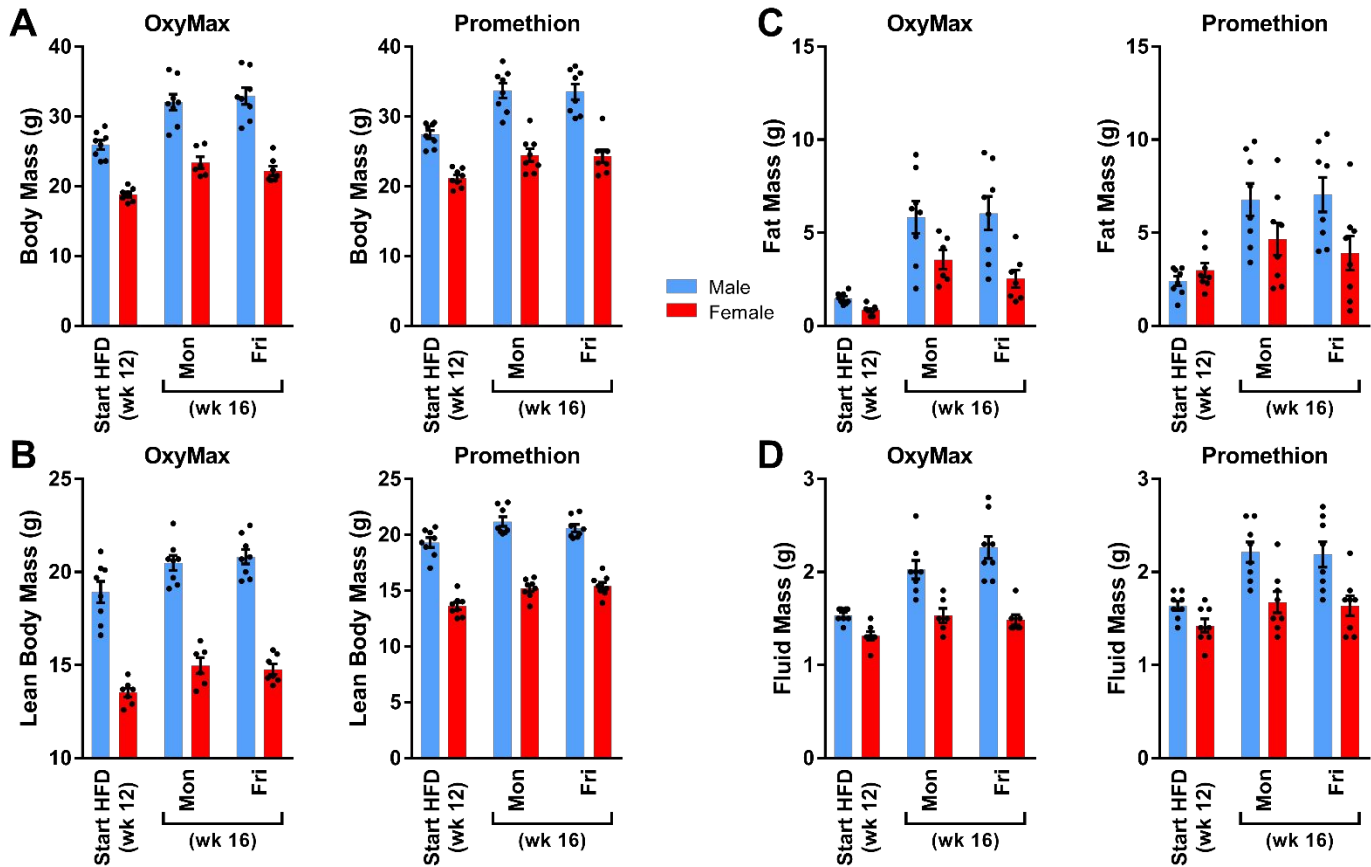 A
OxyMax
Body Mass (g)
40
30
20
10
0
Start HFD
(wk 12)
Mon
Fri
(wk 16)
Promethion
Body Mass (g)
40
30
20
10
0
Start HFD
(wk 12)
Mon
Fri
(wk 16)
Male
Female
C
OxyMax
Fat Mass (g)
15
10
5
0
Start HFD
(wk 12)
Mon
Fri
(wk 16)
Promethion
Fat Mass (g)
15
10
5
0
Start HFD
(wk 12)
Mon
Fri
(wk 16)
B
OxyMax
Lean Body Mass (g)
25
20
15
10
Start HFD
(wk 12)
Mon
Fri
(wk 16)
Promethion
Lean Body Mass (g)
25
20
15
10
5
0
Start HFD
(wk 12)
Mon
Fri
(wk 16)
D
OxyMax
Fluid Mass (g)
3
2
1
0
Start HFD
(wk 12)
Mon
Fri
(wk 16)
Promethion
Fluid Mass (g)
3
2
1
0
Start HFD
(wk 12)
Mon
Fri
(wk 16)